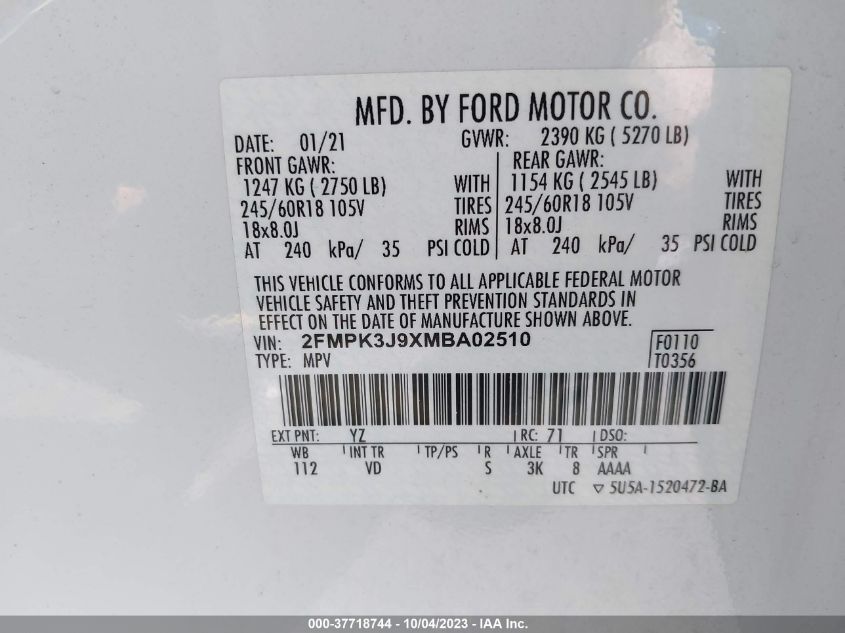 MFD. BY FORD MOTOR CO.
DATE: 01/21 GVWR: 2390 KG ( 5270 LB)
FRONT GAWR: REAR GAWR:
1247 KG ( 2750 LB) WITH 1154 KG ( 2545 LB) WITH
245/60R18 105V TIRES 245/60R18 105V TIRES
18x8.0J RIMS 18x8.0J RIMS
AT 240 kPa/ 35 PSI COLD AT 240 kPa/ 35 PSI COLD
THIS VEHICLE CONFORMS TO ALL APPLICABLE FEDERAL MOTOR
VEHICLE SAFETY AND THEFT PREVENTION STANDARDS IN
EFFECT ON THE DATE OF MANUFACTURE SHOWN ABOVE.
VIN: 2FMPK3J9XMBA02510 F0110
TYPE: MPV T0356
EXT PNT: YZ RC: 71 DSO:
WB INT TR TP/PS R AXLE TR SPR
112 VD S 3K 8 AAAA
UTC ▽ 5U5A-1520472-BA
000-37718744 - 10/04/2023 - IAA Inc.